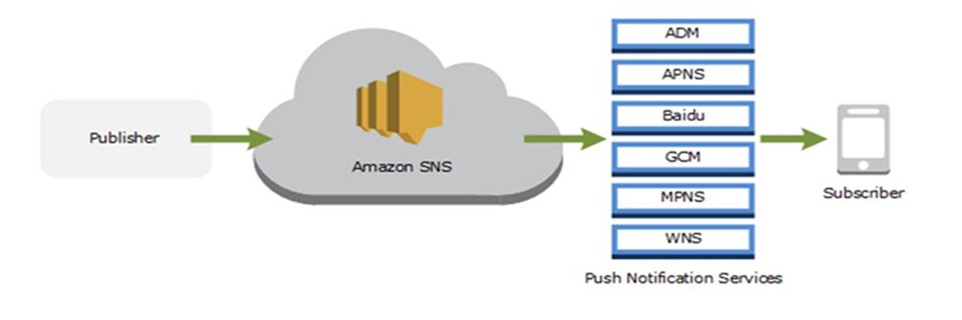 Publisher
Amazon SNS
ADM
APNS
Baidu
GCM
MPNS
WNS
Push Notification Services
Subscriber